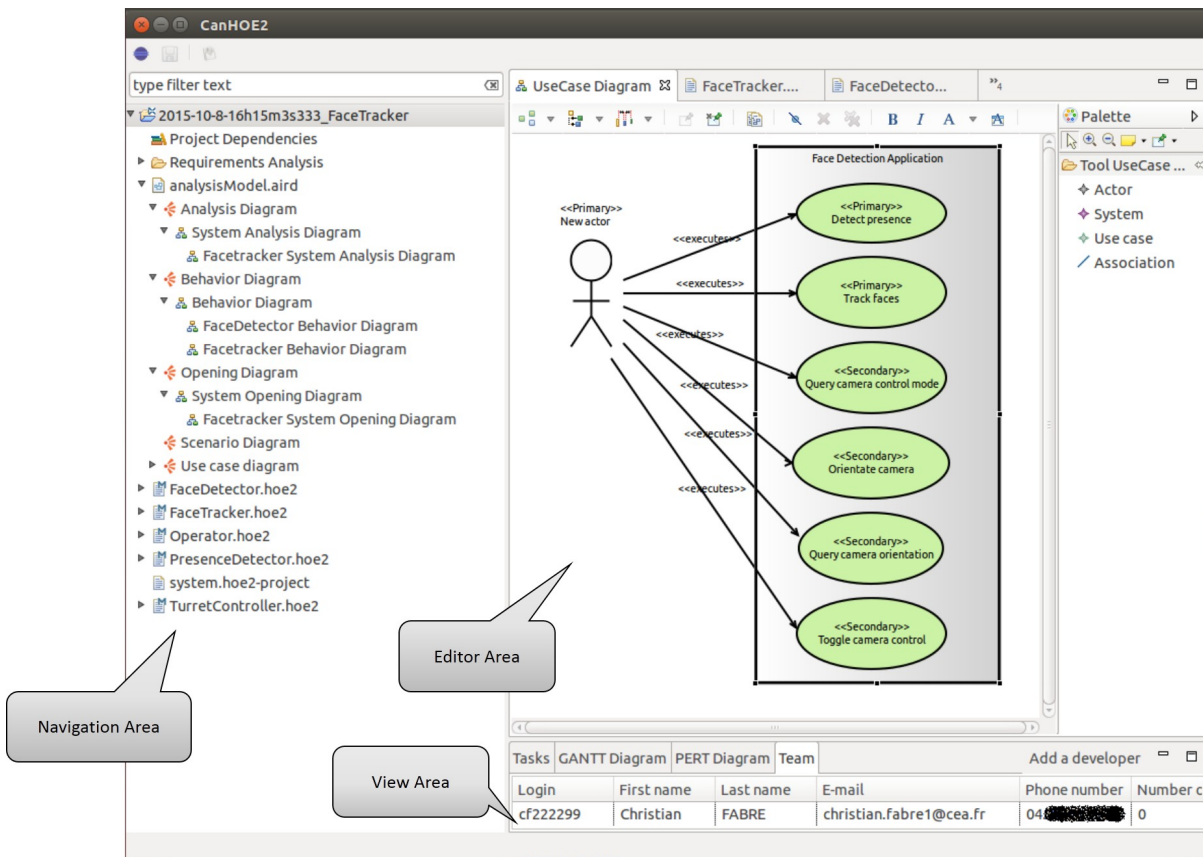 CanHOE2
type filter text
2015-10-8-16h15m3s333_FaceTracker
Project Dependencies
Requirements Analysis
analysisModel.aird
Analysis Diagram
System Analysis Diagram
Facetracker System Analysis Diagram
Behavior Diagram
Behavior Diagram
FaceDetector Behavior Diagram
Facetracker Behavior Diagram
Opening Diagram
System Opening Diagram
Facetracker System Opening Diagram
Scenario Diagram
Use case diagram
FaceDetector.hoe2
FaceTracker.hoe2
Operator.hoe2
PresenceDetector.hoe2
system.hoe2-project
TurretController.hoe2
Navigation Area
UseCase Diagram
FaceTracker....
FaceDetecto...
»4
B I A A
Face Detection Application
<<Primary>>
New actor
<<executes>>
<<executes>>
<<executes>>
<<executes>>
<<executes>>
<<executes>>
<<Primary>>
Detect presence
<<Primary>>
Track faces
<<Secondary>>
Query camera control mode
<<Secondary>>
Orientate camera
<<Secondary>>
Query camera orientation
<<Secondary>>
Toggle camera control
Editor Area
Palette
Tool UseCase ...
Actor
System
Use case
Association
View Area
Tasks GANTT Diagram PERT Diagram Team Add a developer
Login First name Last name E-mail Phone number Number c
cf222299 Christian FABRE christian.fabre1@cea.fr 04. 0